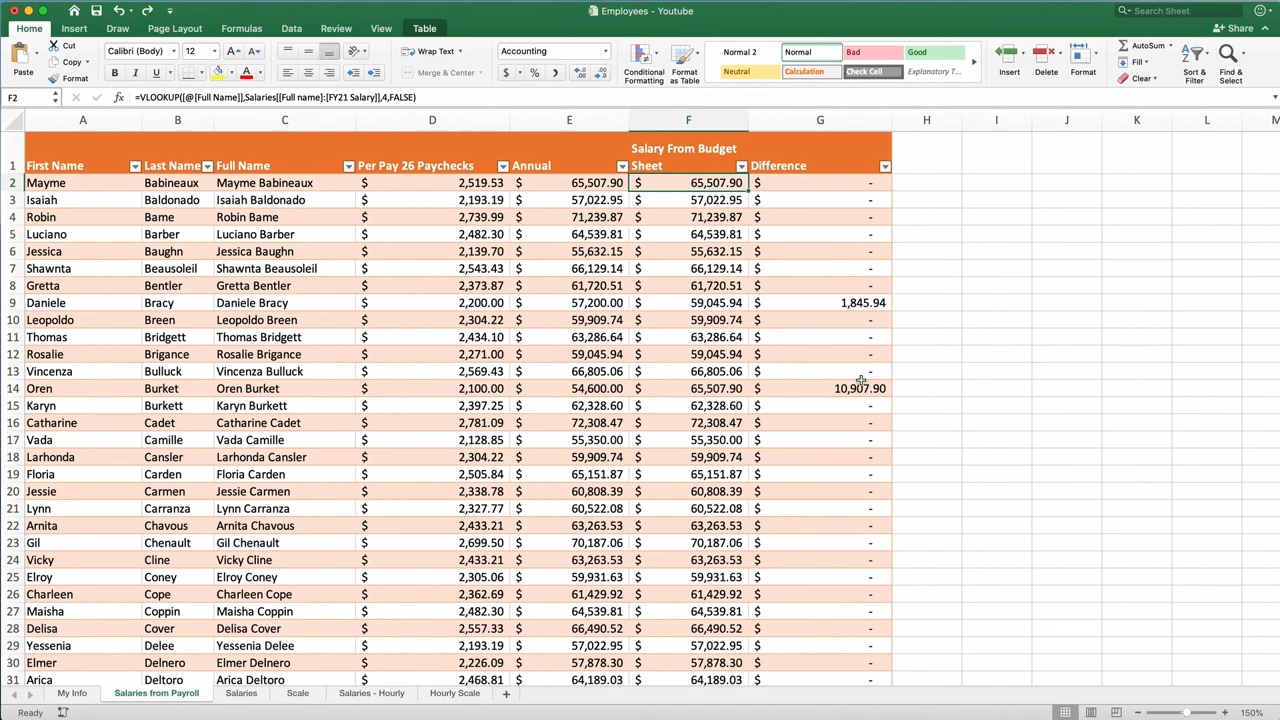 Employees - Youtube
Search Sheet
Home Insert Draw Page Layout Formulas Data Review View Table Share
Paste Cut Copy Format
Calibri (Body) 12 Wrap Text Merge & Center Accounting
Conditional Formatting Format as Table
Normal 2 Normal Bad Good
Neutral Calculation Check Cell Explanatory T...
Insert Delete Format AutoSum Fill Clear Sort & Filter Find & Select
F2 fx =VLOOKUP([@[Full Name]],Salaries[[Full name]:[FY21 Salary]],4,FALSE)
A B C D E F G H I J K L M
1 First Name Last Name Full Name Per Pay 26 Paychecks Annual Salary From Budget Sheet Difference
2 Mayme Babineaux Mayme Babineaux $ 2,519.53 $ 65,507.90 $ 65,507.90 $ -
3 Isaiah Baldonado Isaiah Baldonado $ 2,193.19 $ 57,022.95 $ 57,022.95 $ -
4 Robin Bame Robin Bame $ 2,739.99 $ 71,239.87 $ 71,239.87 $ -
5 Luciano Barber Luciano Barber $ 2,482.30 $ 64,539.81 $ 64,539.81 $ -
6 Jessica Baughn Jessica Baughn $ 2,139.70 $ 55,632.15 $ 55,632.15 $ -
7 Shawnta Beausoleil Shawnta Beausoleil $ 2,543.43 $ 66,129.14 $ 66,129.14 $ -
8 Gretta Bentler Gretta Bentler $ 2,373.87 $ 61,720.51 $ 61,720.51 $ -
9 Daniele Bracy Daniele Bracy $ 2,200.00 $ 57,200.00 $ 59,045.94 $ 1,845.94
10 Leopoldo Breen Leopoldo Breen $ 2,304.22 $ 59,909.74 $ 59,909.74 $ -
11 Thomas Bridgett Thomas Bridgett $ 2,434.10 $ 63,286.64 $ 63,286.64 $ -
12 Rosalie Brigance Rosalie Brigance $ 2,271.00 $ 59,045.94 $ 59,045.94 $ -
13 Vincenza Bulluck Vincenza Bulluck $ 2,569.43 $ 66,805.06 $ 66,805.06 $ -
14 Oren Burket Oren Burket $ 2,100.00 $ 54,600.00 $ 65,507.90 $ 10,907.90
15 Karyn Burkett Karyn Burkett $ 2,397.25 $ 62,328.60 $ 62,328.60 $ -
16 Catharine Cadet Catharine Cadet $ 2,781.09 $ 72,308.47 $ 72,308.47 $ -
17 Vada Camille Vada Camille $ 2,128.85 $ 55,350.00 $ 55,350.00 $ -
18 Larhonda Cansler Larhonda Cansler $ 2,304.22 $ 59,909.74 $ 59,909.74 $ -
19 Floria Carden Floria Carden $ 2,505.84 $ 65,151.87 $ 65,151.87 $ -
20 Jessie Carmen Jessie Carmen $ 2,338.78 $ 60,808.39 $ 60,808.39 $ -
21 Lynn Carranza Lynn Carranza $ 2,327.77 $ 60,522.08 $ 60,522.08 $ -
22 Arnita Chavous Arnita Chavous $ 2,433.21 $ 63,263.53 $ 63,263.53 $ -
23 Gil Chenault Gil Chenault $ 2,699.50 $ 70,187.06 $ 70,187.06 $ -
24 Vicky Cline Vicky Cline $ 2,433.21 $ 63,263.53 $ 63,263.53 $ -
25 Elroy Coney Elroy Coney $ 2,305.06 $ 59,931.63 $ 59,931.63 $ -
26 Charleen Cope Charleen Cope $ 2,362.69 $ 61,429.92 $ 61,429.92 $ -
27 Maisha Coppin Maisha Coppin $ 2,482.30 $ 64,539.81 $ 64,539.81 $ -
28 Delisa Cover Delisa Cover $ 2,557.33 $ 66,490.52 $ 66,490.52 $ -
29 Yessenia Delee Yessenia Delee $ 2,193.19 $ 57,022.95 $ 57,022.95 $ -
30 Elmer Delnero Elmer Delnero $ 2,226.09 $ 57,878.30 $ 57,878.30 $ -
31 Arica Deltoro Arica Deltoro $ 2,468.81 $ 64,189.03 $ 64,189.03 $ -
My Info Salaries from Payroll Salaries Scale Salaries - Hourly Hourly Scale
Ready 150%